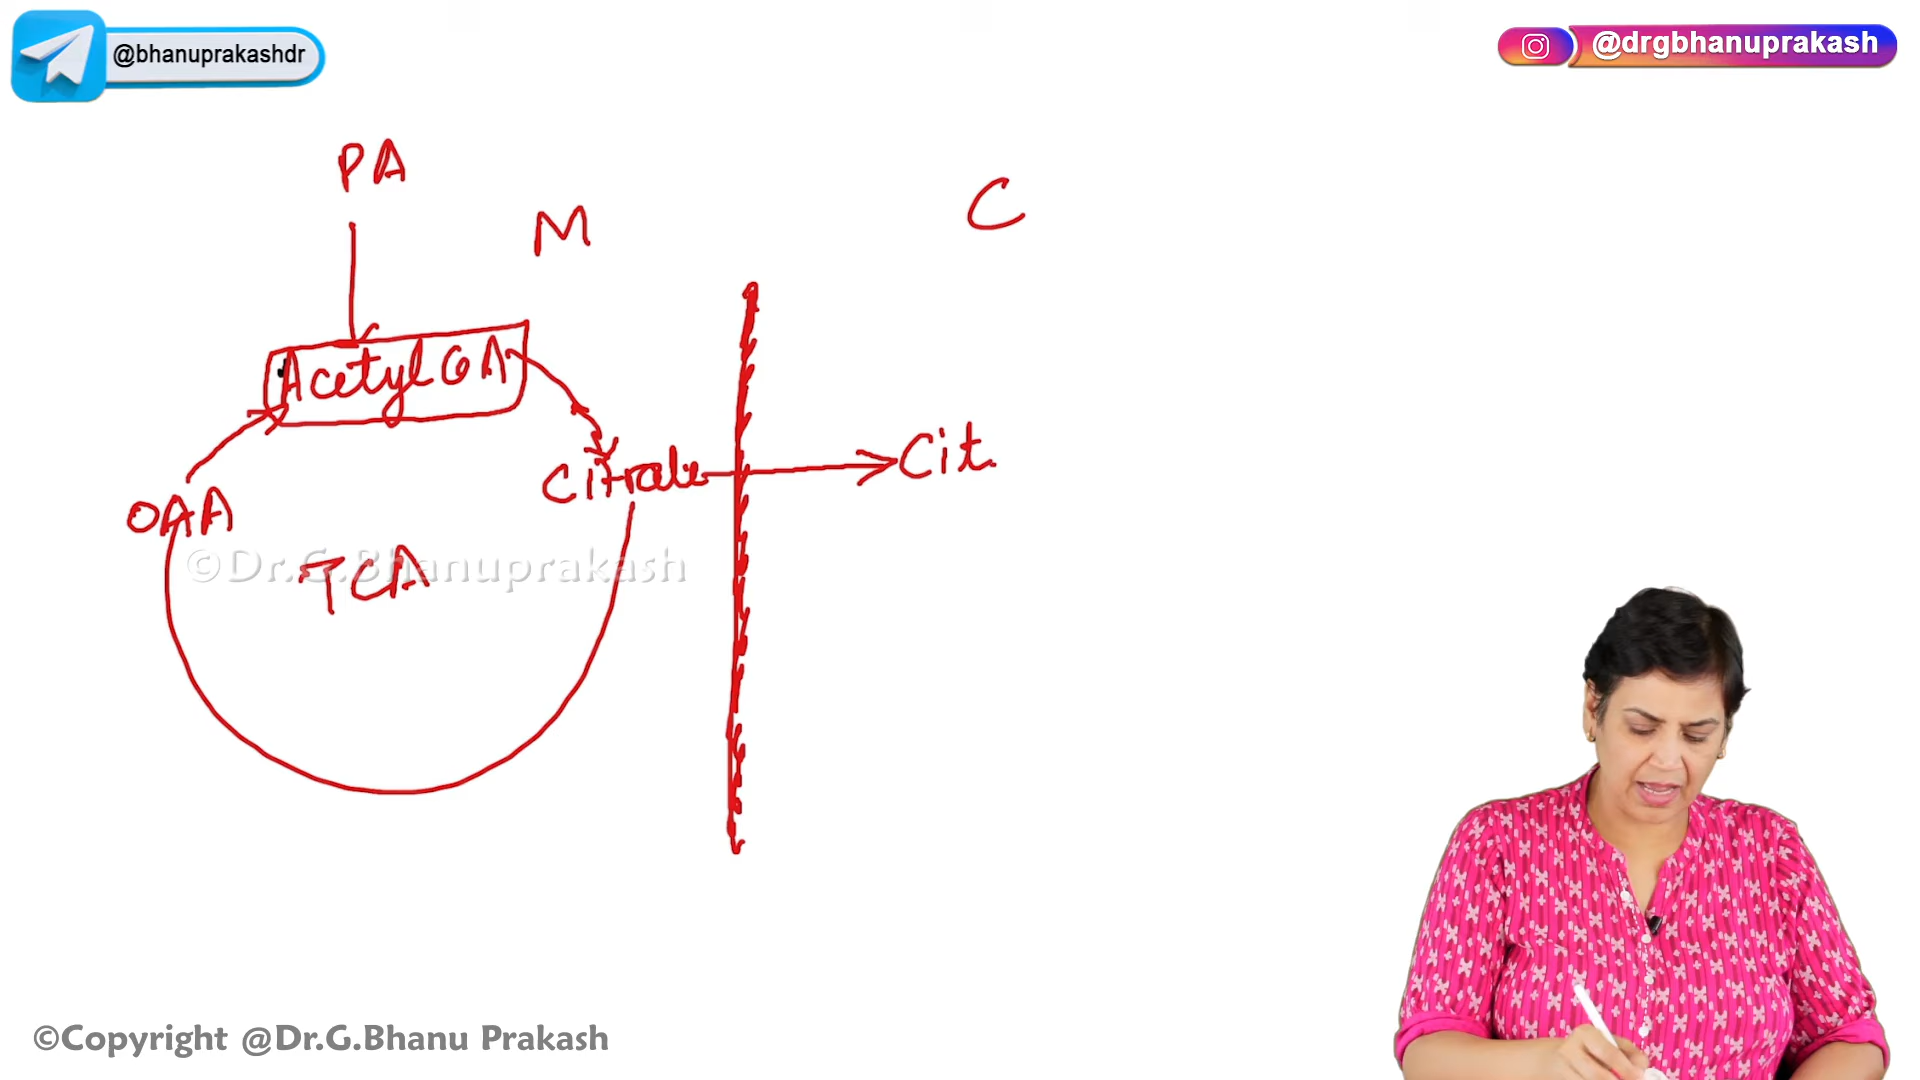 @bhanuprakashdr
@drgbhanuprakash
PA
M
C
Acetyl CoA
Citrate
Cit.
OAA
TCA
©Dr.G.Bhanuprakash
©Copyright @Dr.G.Bhanu Prakash